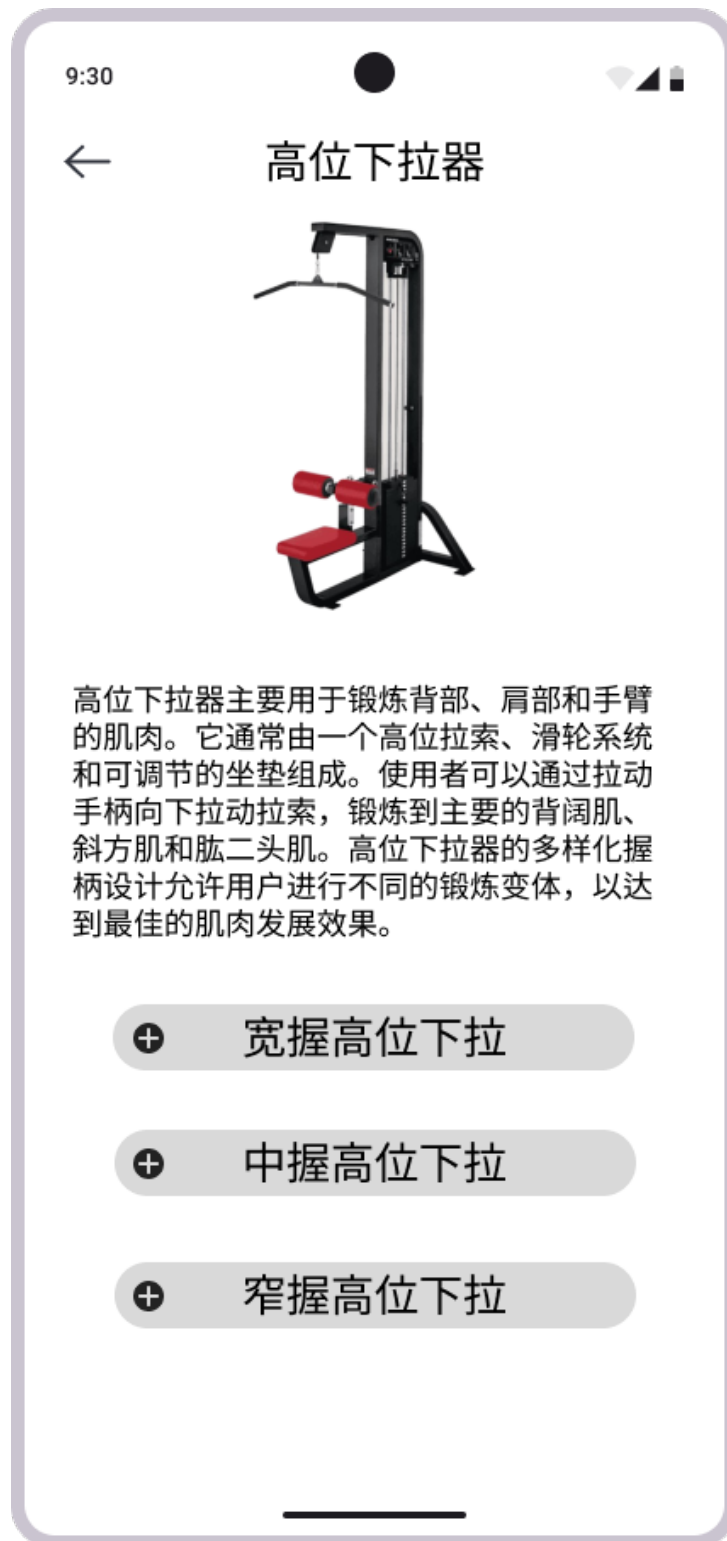 9:30
高位下拉器
高位下拉器主要用于锻炼背部、肩部和手臂
的肌肉。它通常由一个高位拉索、滑轮系统
和可调节的坐垫组成。使用者可以通过拉动
手柄向下拉动拉索，锻炼到主要的背阔肌、
斜方肌和肱二头肌。高位下拉器的多样化握
柄设计允许用户进行不同的锻炼变体，以达
到最佳的肌肉发展效果。
宽握高位下拉
中握高位下拉
窄握高位下拉